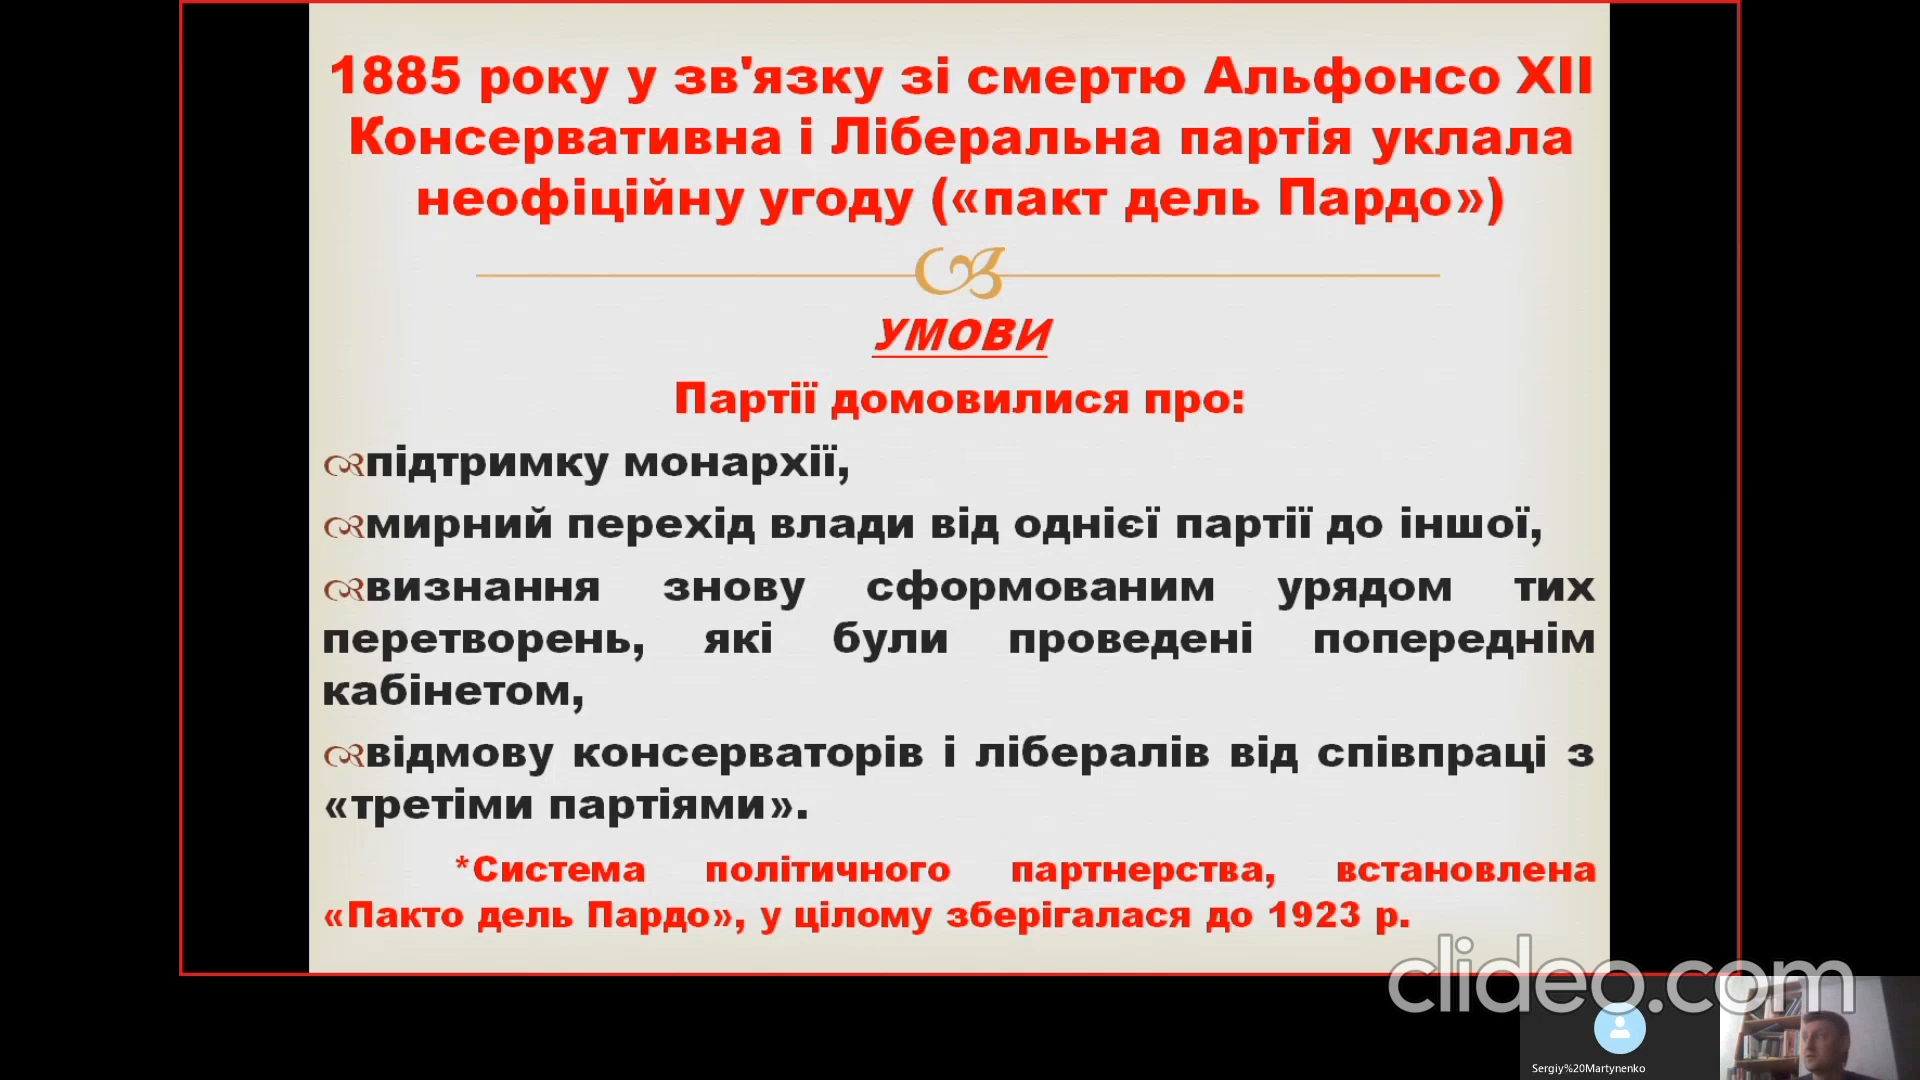 1885 року у зв'язку зі смертю Альфонсо XII
Консервативна і Ліберальна партія уклала
неофіційну угоду («пакт дель Пардо»)
УМОВИ
Партії домовилися про:
підтримку монархії,
мирний перехід влади від однієї партії до іншої,
визнання знову сформованим урядом тих
перетворень, які були проведені попереднім
кабінетом,
відмову консерваторів і лібералів від співпраці з
«третіми партіями».
*Система політичного партнерства, встановлена
«Пакто дель Пардо», у цілому зберігалася до 1923 р.
clideo.com
Sergiy%20Martynenko